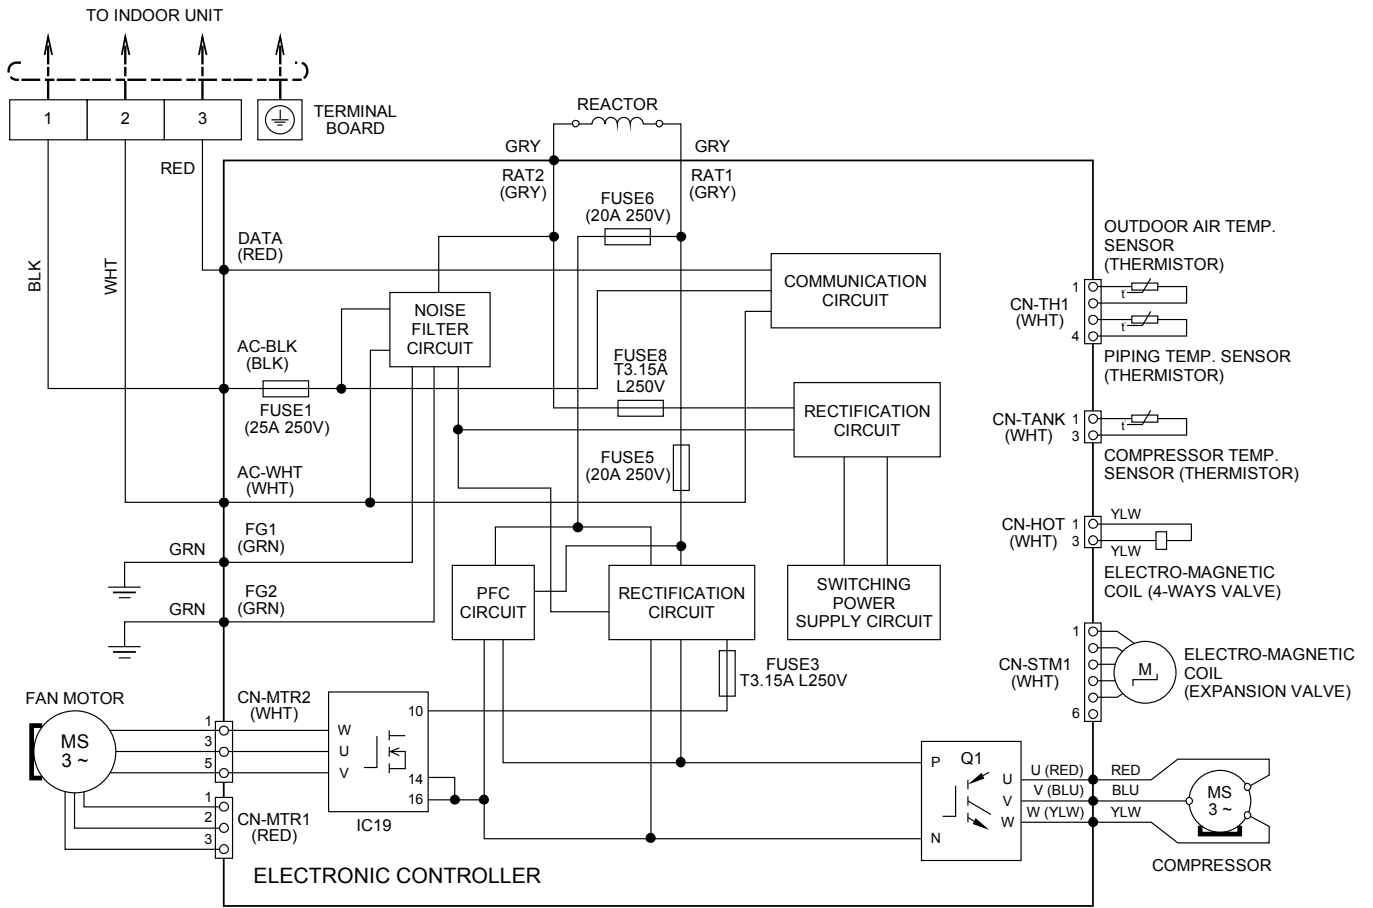 TO INDOOR UNIT
1
2
3
TERMINAL
BOARD
REACTOR
GRY
GRY
RED
RAT2
(GRY)
RAT1
(GRY)
FUSE6
(20A 250V)
BLK
WHT
DATA
(RED)
COMMUNICATION
CIRCUIT
NOISE
FILTER
CIRCUIT
AC-BLK
(BLK)
FUSE1
(25A 250V)
FUSE8
T3.15A
L250V
RECTIFICATION
CIRCUIT
FUSE5
(20A 250V)
AC-WHT
(WHT)
GRN
FG1
(GRN)
GRN
FG2
(GRN)
PFC
CIRCUIT
RECTIFICATION
CIRCUIT
SWITCHING
POWER
SUPPLY CIRCUIT
FUSE3
T3.15A L250V
OUTDOOR AIR TEMP.
SENSOR
(THERMISTOR)
CN-TH1
(WHT)
1
4
t°
t°
PIPING TEMP. SENSOR
(THERMISTOR)
CN-TANK
(WHT)
1
3
t°
COMPRESSOR TEMP.
SENSOR (THERMISTOR)
CN-HOT
(WHT)
1
3
YLW
YLW
ELECTRO-MAGNETIC
COIL (4-WAYS VALVE)
CN-STM1
(WHT)
1
6
M
ELECTRO-MAGNETIC
COIL
(EXPANSION VALVE)
FAN MOTOR
MS
3 ~
CN-MTR2
(WHT)
1
3
5
W
U
V
10
14
16
IC19
1
2
3
CN-MTR1
(RED)
P
N
Q1
U
V
W
U (RED)
V (BLU)
W (YLW)
RED
BLU
YLW
MS
3 ~
COMPRESSOR
ELECTRONIC CONTROLLER